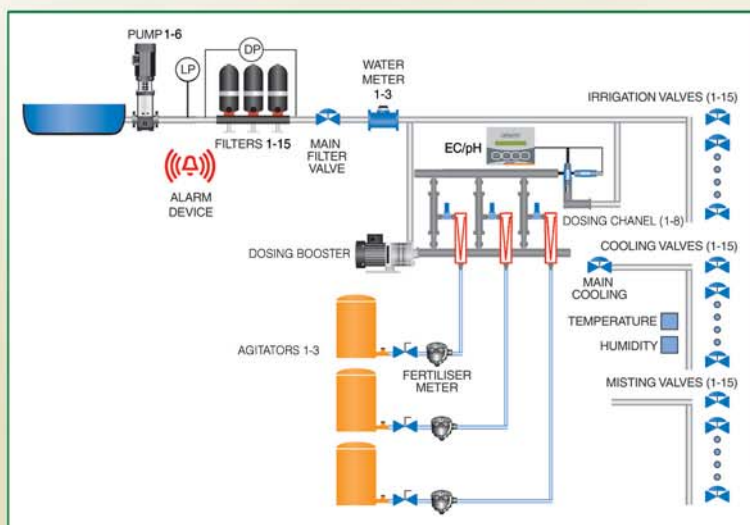 PUMP 1-6
DP
LP
WATER
METER
1-3
IRRIGATION VALVES (1-15)
FILTERS 1-15
MAIN
FILTER
VALVE
EC/pH
ALARM
DEVICE
DOSING CHANEL (1-8)
DOSING BOOSTER
COOLING VALVES (1-15)
MAIN
COOLING
TEMPERATURE
HUMIDITY
AGITATORS 1-3
FERTILISER
METER
MISTING VALVES (1-15)